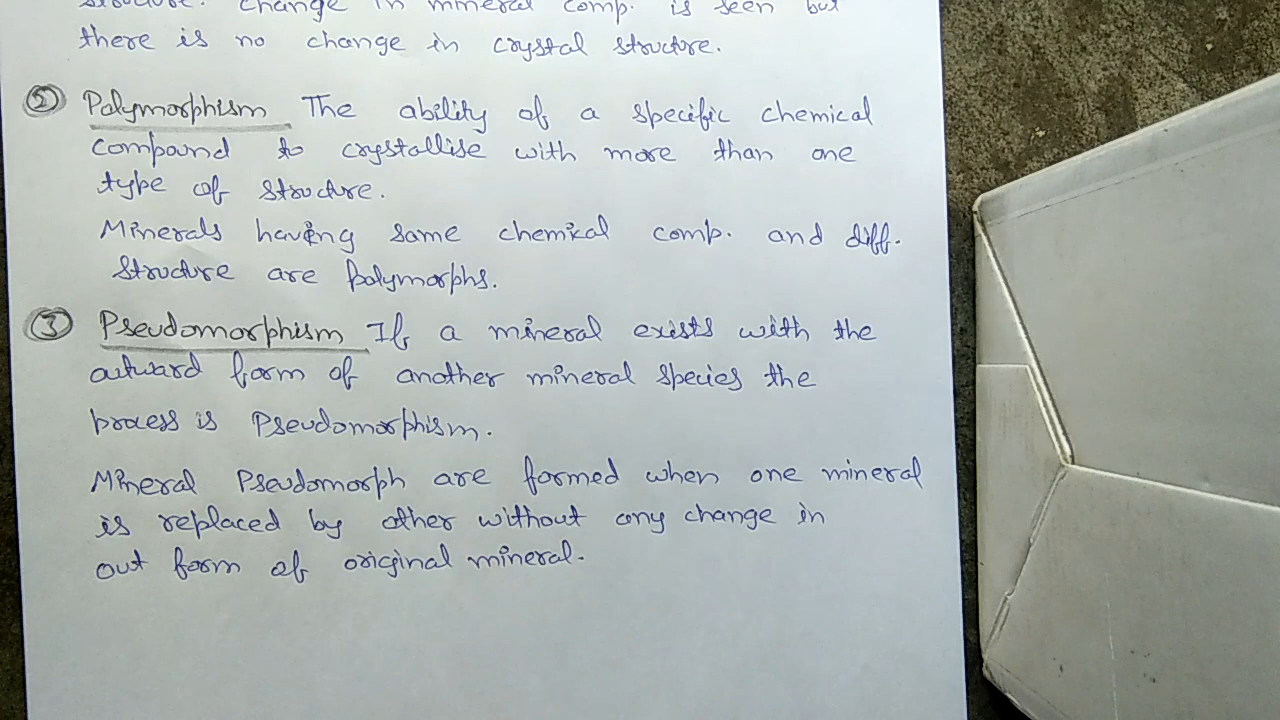 structure. Change in mineral comp. is seen but
there is no change in crystal structure.
② Polymorphism The ability of a specific chemical
compound to crystallise with more than one
type of structure.
Minerals having same chemical comp. and diff.
structure are polymorphs.
③ Pseudomorphism If a mineral exists with the
outward form of another mineral species the
process is Pseudomorphism.
Mineral Pseudomorph are formed when one mineral
is replaced by other without any change in
out form of original mineral.